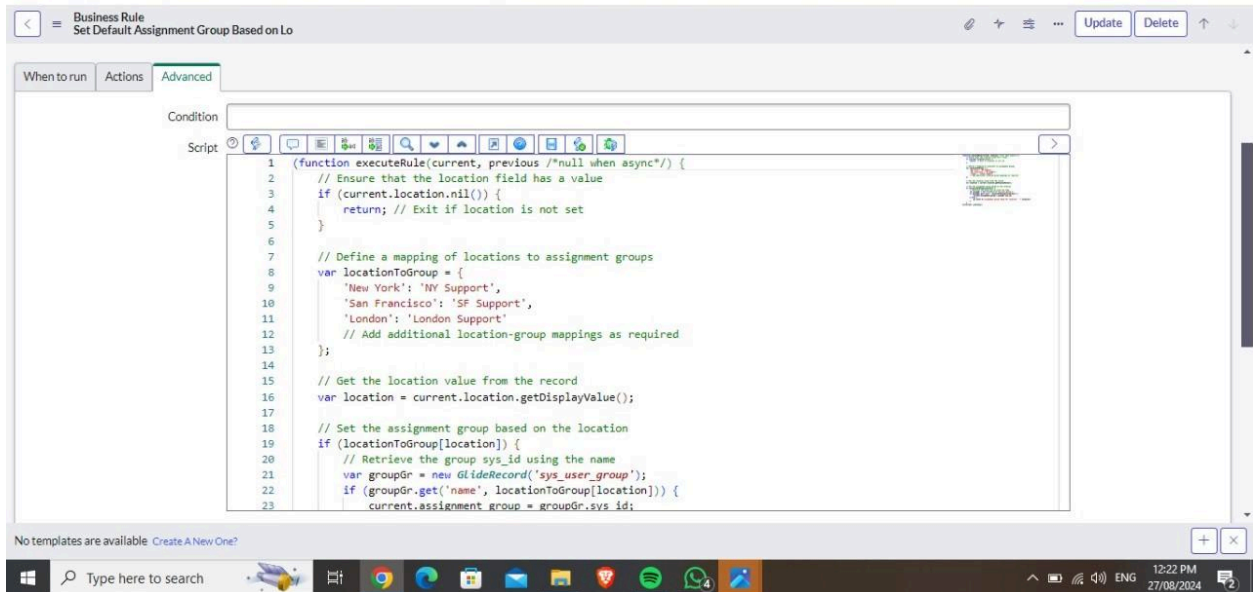 Business Rule
Set Default Assignment Group Based on Lo
Update
Delete
When to run
Actions
Advanced
Condition
Script
1 (function executeRule(current, previous /*null when async*/) {
2 // Ensure that the location field has a value
3 if (current.location.nil()) {
4 return; // Exit if location is not set
5 }
6
7 // Define a mapping of locations to assignment groups
8 var locationToGroup = {
9 'New York': 'NY Support',
10 'San Francisco': 'SF Support',
11 'London': 'London Support'
12 // Add additional location-group mappings as required
13 };
14
15 // Get the location value from the record
16 var location = current.location.getDisplayValue();
17
18 // Set the assignment group based on the location
19 if (locationToGroup[location]) {
20 // Retrieve the group sys_id using the name
21 var groupGr = new GlideRecord('sys_user_group');
22 if (groupGr.get('name', locationToGroup[location])) {
23 current.assignment_group = groupGr.sys_id;
No templates are available Create A New One?
Type here to search
4
ENG
12:22 PM
27/08/2024
2